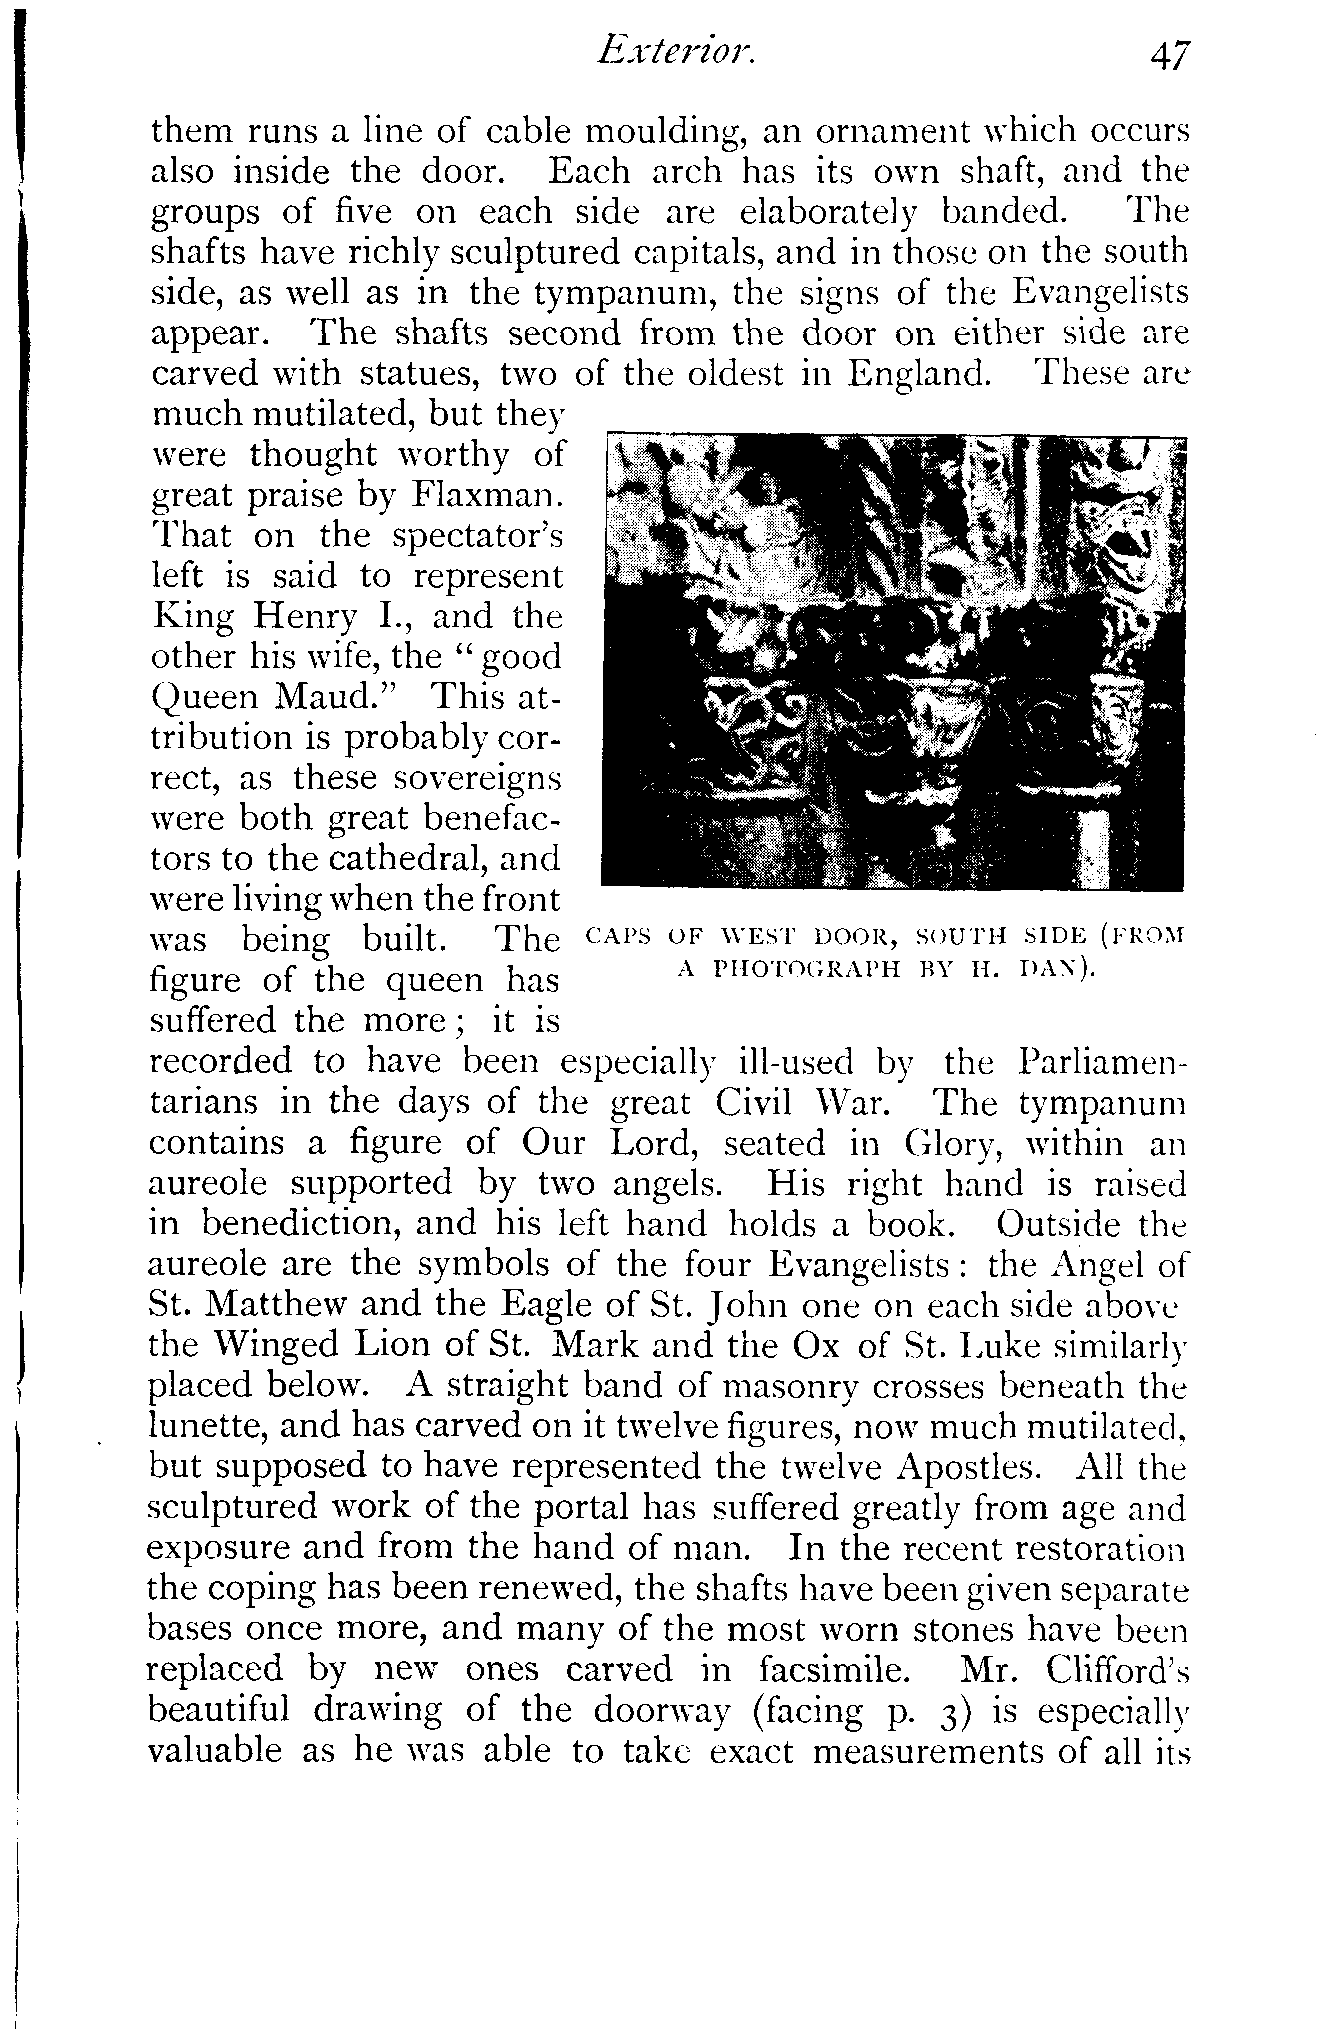 Exterior. 47
them runs a line of cable moulding, an ornament which occurs
also inside the door. Each arch has its own shaft, and the
groups of five on each side are elaborately banded. The
shafts have richly sculptured capitals, and in those on the south
side, as well as in the tympanum, the signs of the Evangelists
appear. The shafts second from the door on either side are
carved with statues, two of the oldest in England. These are
much mutilated, but they
were thought worthy of
great praise by Flaxman.
That on the spectator's
left is said to represent
King Henry I., and the
other his wife, the “ good
Queen Maud.” This at-
tribution is probably cor-
rect, as these sovereigns
were both great benefac-
tors to the cathedral, and
were living when the front
was being built. The
figure of the queen has
suffered the more ; it is
CAPS OF WEST DOOR, SOUTH SIDE (FROM
A PHOTOGRAPH BY H. DAN).
recorded to have been especially ill-used by the Parliamen-
tarians in the days of the great Civil War. The tympanum
contains a figure of Our Lord, seated in Glory, within an
aureole supported by two angels. His right hand is raised
in benediction, and his left hand holds a book. Outside the
aureole are the symbols of the four Evangelists : the Angel of
St. Matthew and the Eagle of St. John one on each side above
the Winged Lion of St. Mark and the Ox of St. Luke similarly
placed below. A straight band of masonry crosses beneath the
lunette, and has carved on it twelve figures, now much mutilated,
but supposed to have represented the twelve Apostles. All the
sculptured work of the portal has suffered greatly from age and
exposure and from the hand of man. In the recent restoration
the coping has been renewed, the shafts have been given separate
bases once more, and many of the most worn stones have been
replaced by new ones carved in facsimile. Mr. Clifford's
beautiful drawing of the doorway (facing p. 3) is especially
valuable as he was able to take exact measurements of all its